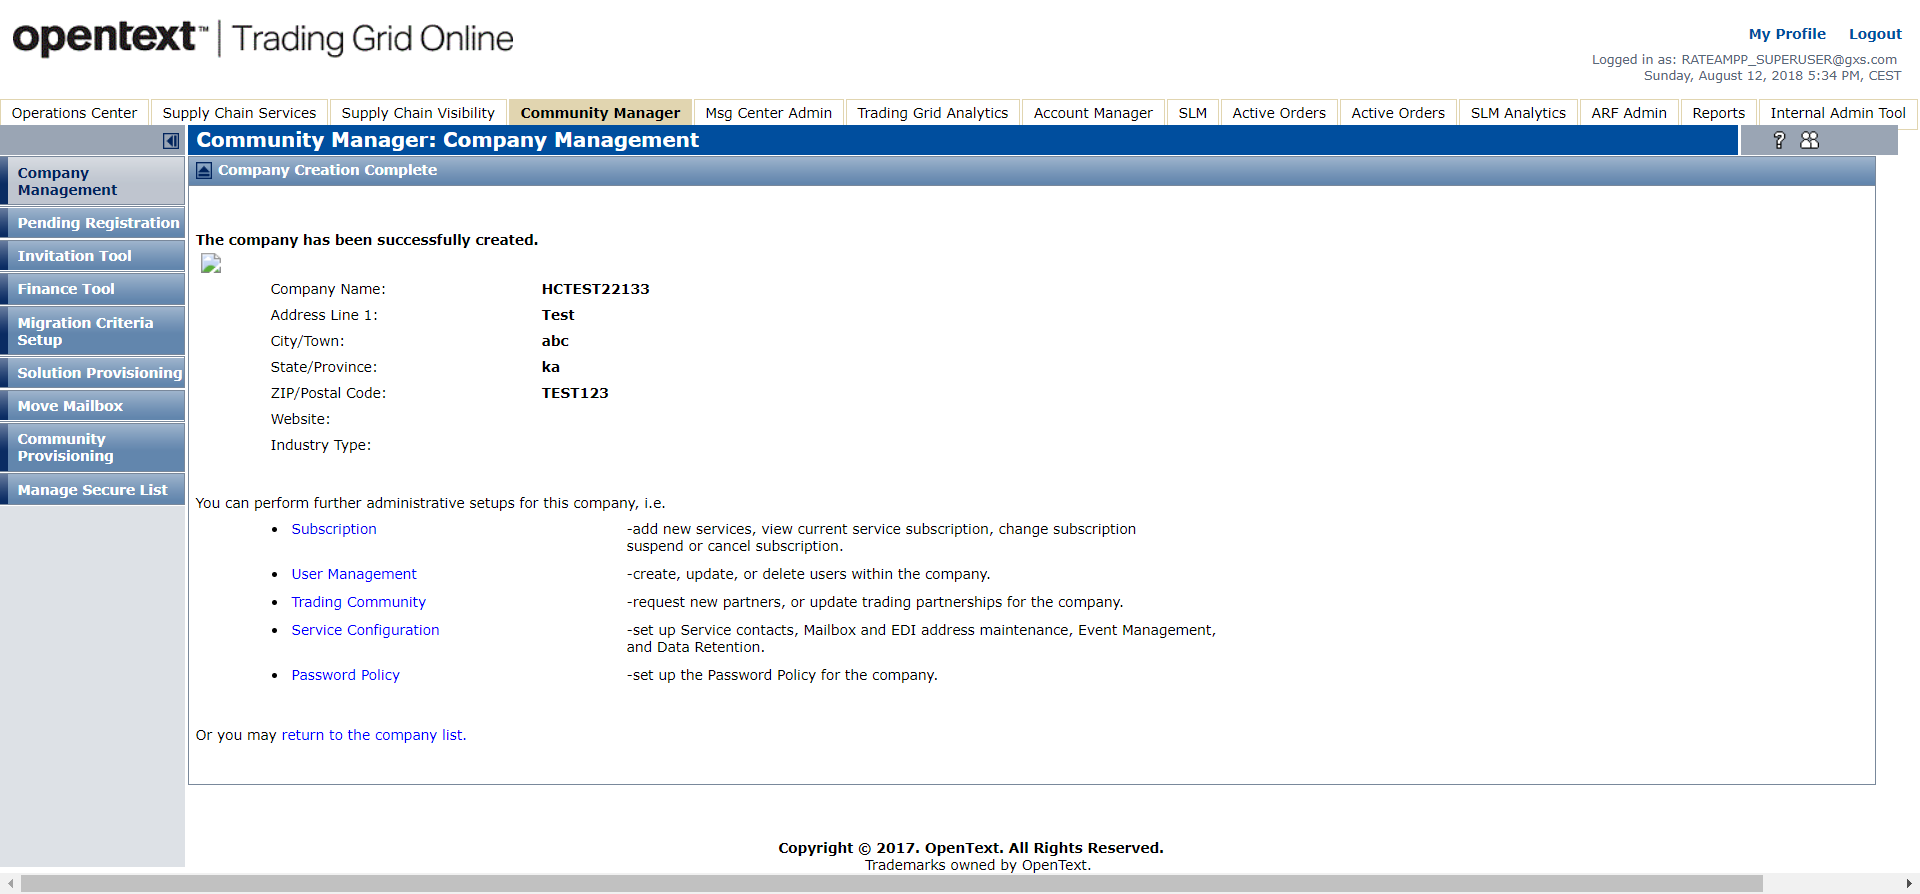 opentext™ | Trading Grid Online
My Profile Logout
Logged in as: RATEAMPP_SUPERUSER@gxs.com
Sunday, August 12, 2018 5:34 PM, CEST
Operations Center Supply Chain Services Supply Chain Visibility Community Manager Msg Center Admin Trading Grid Analytics Account Manager SLM Active Orders Active Orders SLM Analytics ARF Admin Reports Internal Admin Tool
Community Manager: Company Management
?
Company Creation Complete
Company
Management
Pending Registration
Invitation Tool
Finance Tool
Migration Criteria
Setup
Solution Provisioning
Move Mailbox
Community
Provisioning
Manage Secure List
The company has been successfully created.
Company Name: HCTEST22133
Address Line 1: Test
City/Town: abc
State/Province: ka
ZIP/Postal Code: TEST123
Website:
Industry Type:
You can perform further administrative setups for this company, i.e.
• Subscription -add new services, view current service subscription, change subscription
suspend or cancel subscription.
• User Management -create, update, or delete users within the company.
• Trading Community -request new partners, or update trading partnerships for the company.
• Service Configuration -set up Service contacts, Mailbox and EDI address maintenance, Event Management,
and Data Retention.
• Password Policy -set up the Password Policy for the company.
Or you may return to the company list.
Copyright © 2017. OpenText. All Rights Reserved.
Trademarks owned by OpenText.